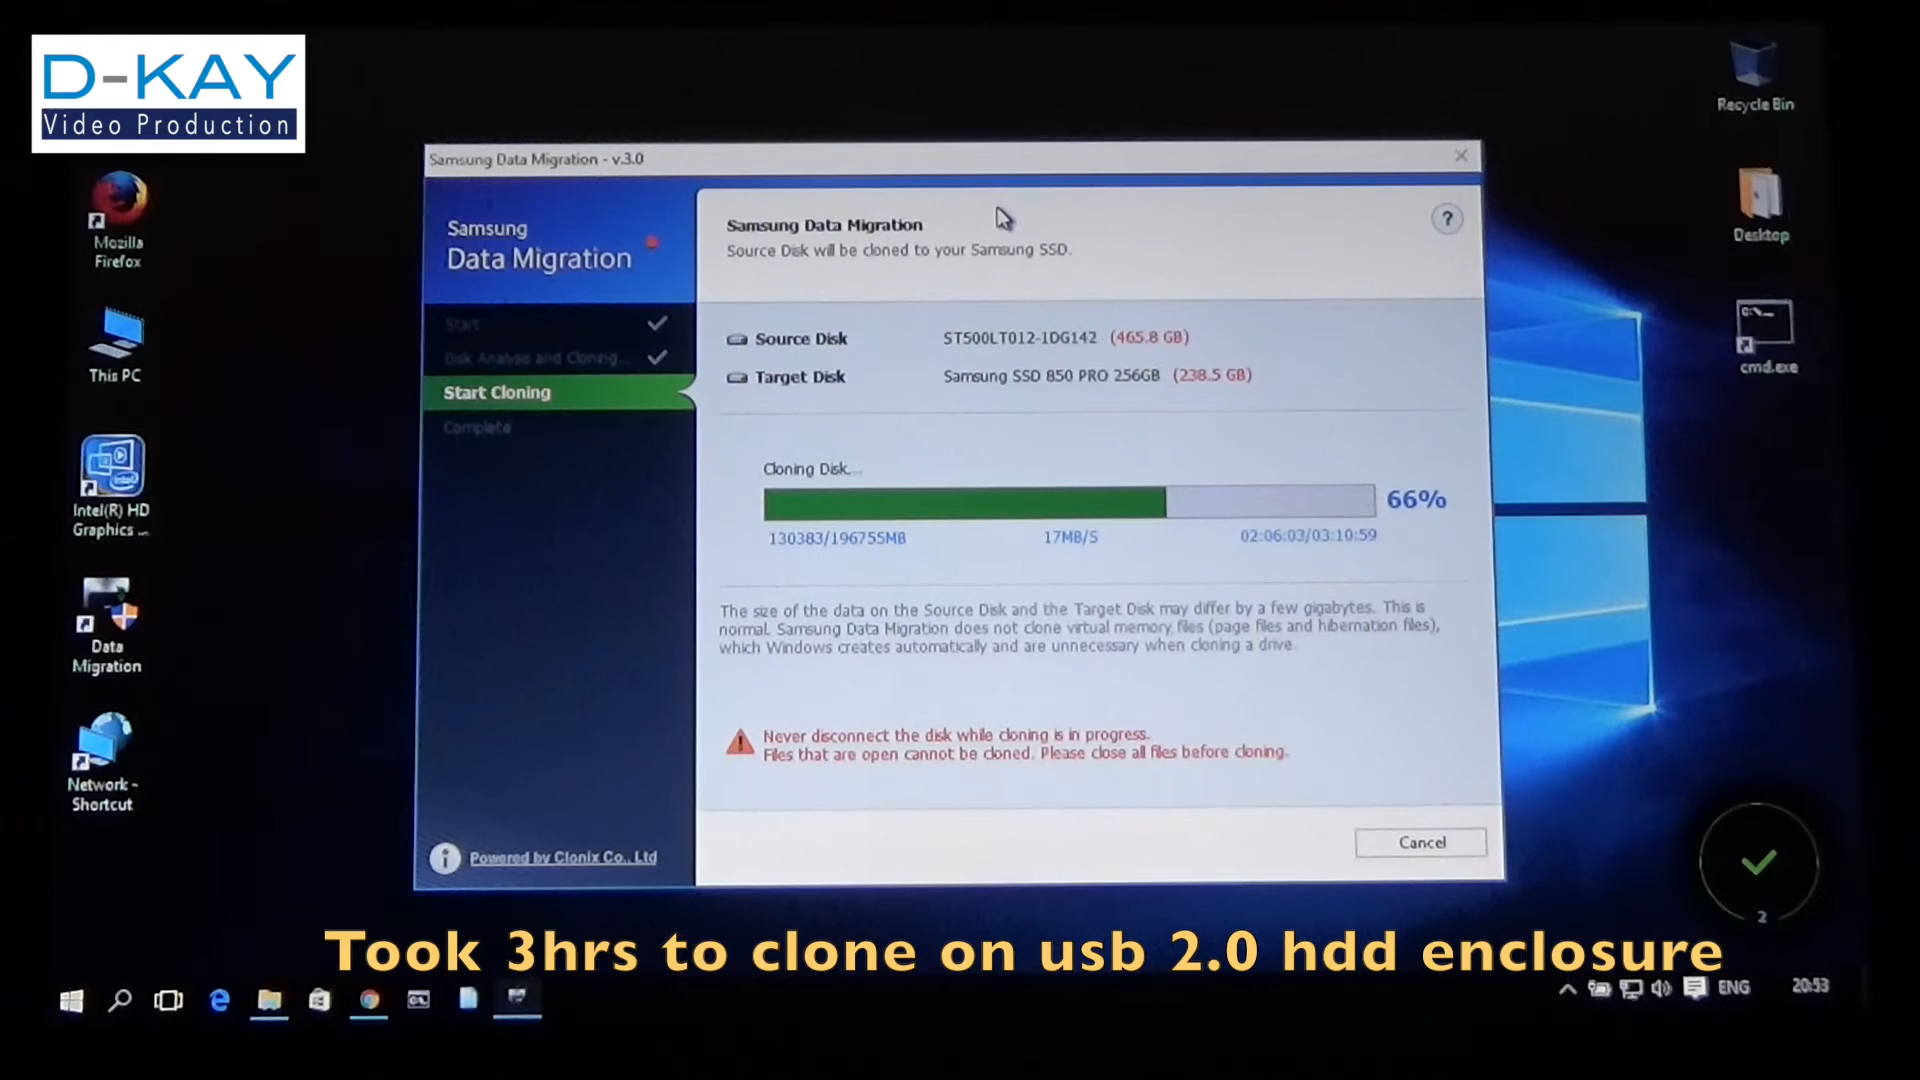 D-KAY
Video Production
Recycle Bin
Samsung Data Migration - v.3.0
Mozilla
Firefox
Samsung
Data Migration
Samsung Data Migration
Source Disk will be cloned to your Samsung SSD.
?
Desktop
Start
Disk Analysis and Cloning...
Start Cloning
Complete
Source Disk
ST500LT012-1DG142 (465.8 GB)
Target Disk
Samsung SSD 850 PRO 256GB (238.5 GB)
This PC
cmd.exe
Cloning Disk...
66%
130383/196755MB
17MB/S
02:06:03/03:10:59
Intel(R) HD
Graphics ...
The size of the data on the Source Disk and the Target Disk may differ by a few gigabytes. This is
normal. Samsung Data Migration does not clone virtual memory files (page files and hibernation files),
which Windows creates automatically and are unnecessary when cloning a drive.
Data
Migration
Never disconnect the disk while cloning is in progress.
Files that are open cannot be cloned. Please close all files before cloning.
Network -
Shortcut
Powered by Clonix Co., Ltd
Cancel
2
Took 3hrs to clone on usb 2.0 hdd enclosure
ENG
20:53